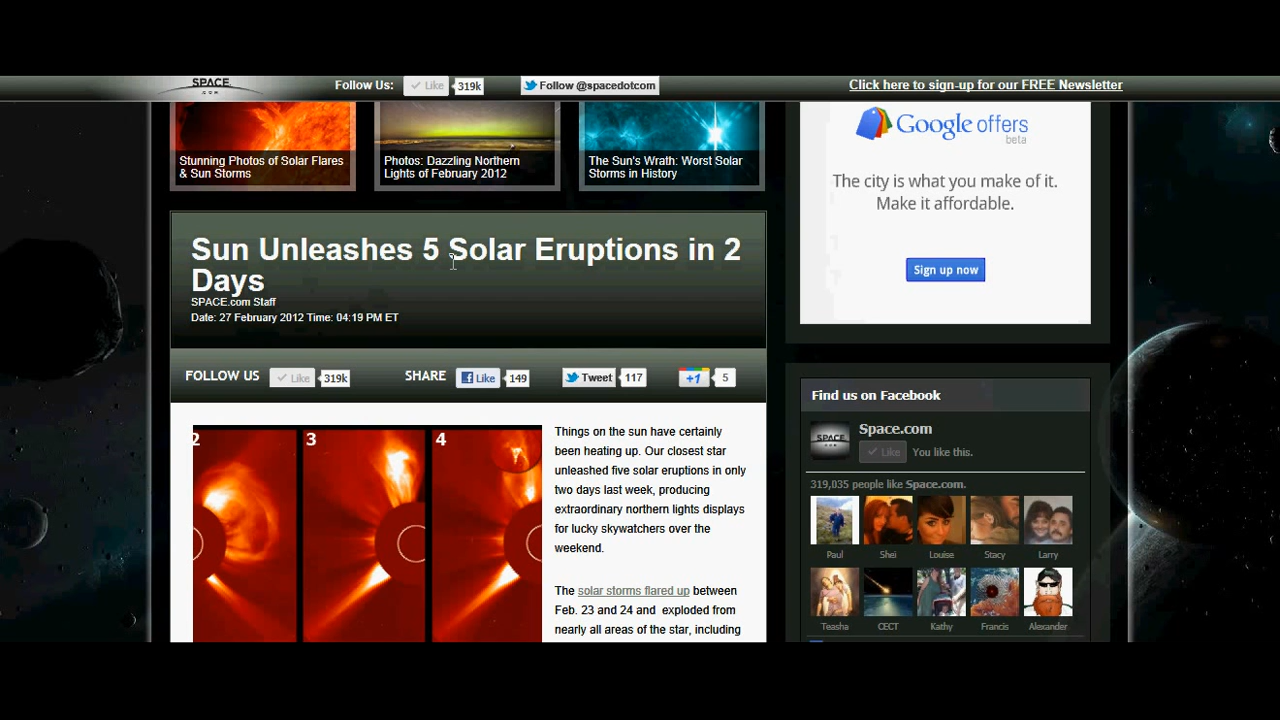 SPACE
.COM
Follow Us:
Like
319k
Follow @spacedotcom
Click here to sign-up for our FREE Newsletter
Stunning Photos of Solar Flares
& Sun Storms
Photos: Dazzling Northern
Lights of February 2012
The Sun's Wrath: Worst Solar
Storms in History
Google offers
beta
The city is what you make of it.
Make it affordable.
Sign up now
Sun Unleashes 5 Solar Eruptions in 2
Days
SPACE.com Staff
Date: 27 February 2012 Time: 04:19 PM ET
FOLLOW US
Like
319k
SHARE
Like
149
Tweet
117
+1
5
2
3
4
Things on the sun have certainly
been heating up. Our closest star
unleashed five solar eruptions in only
two days last week, producing
extraordinary northern lights displays
for lucky skywatchers over the
weekend.
The solar storms flared up between
Feb. 23 and 24 and exploded from
nearly all areas of the star, including
Find us on Facebook
SPACE
Space.com
Like
You like this.
319,035 people like Space.com.
Paul
Shei
Louise
Stacy
Larry
Teasha
CECT
Kathy
Francis
Alexander